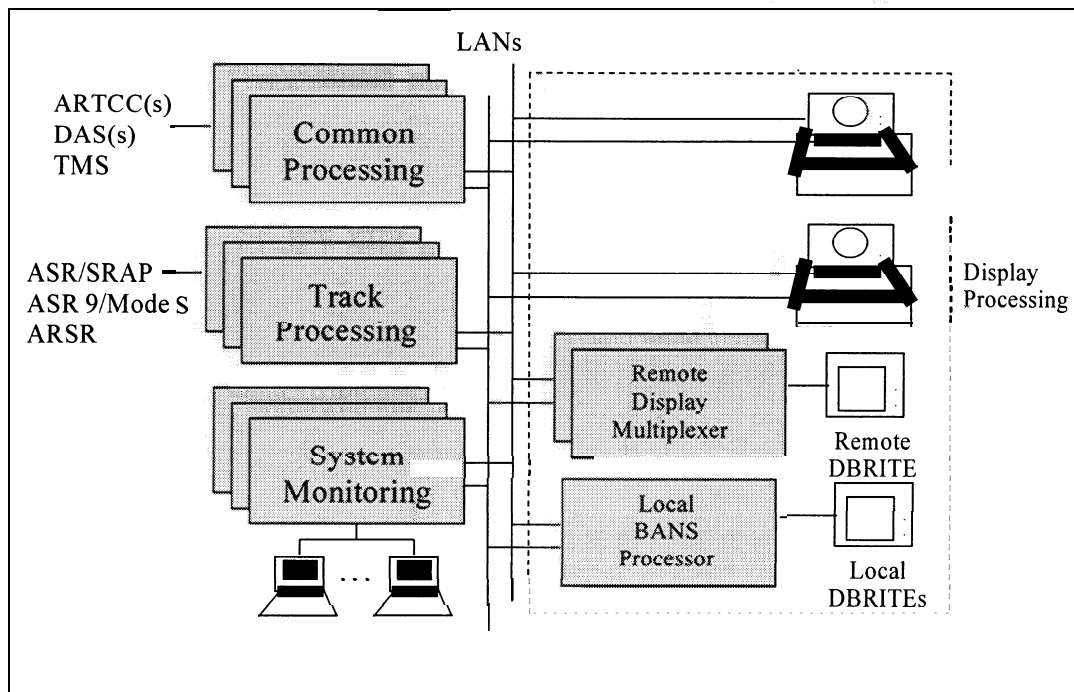 LANs
ARTCC(s)
DAS(s)
TMS
Common
Processing
ASR/SRAP
ASR 9/Mode S
ARSR
Track
Processing
Display
Processing
Remote
Display
Multiplexer
Remote
DBRITE
System
Monitoring
...
Local
BANS
Processor
Local
DBRITEs